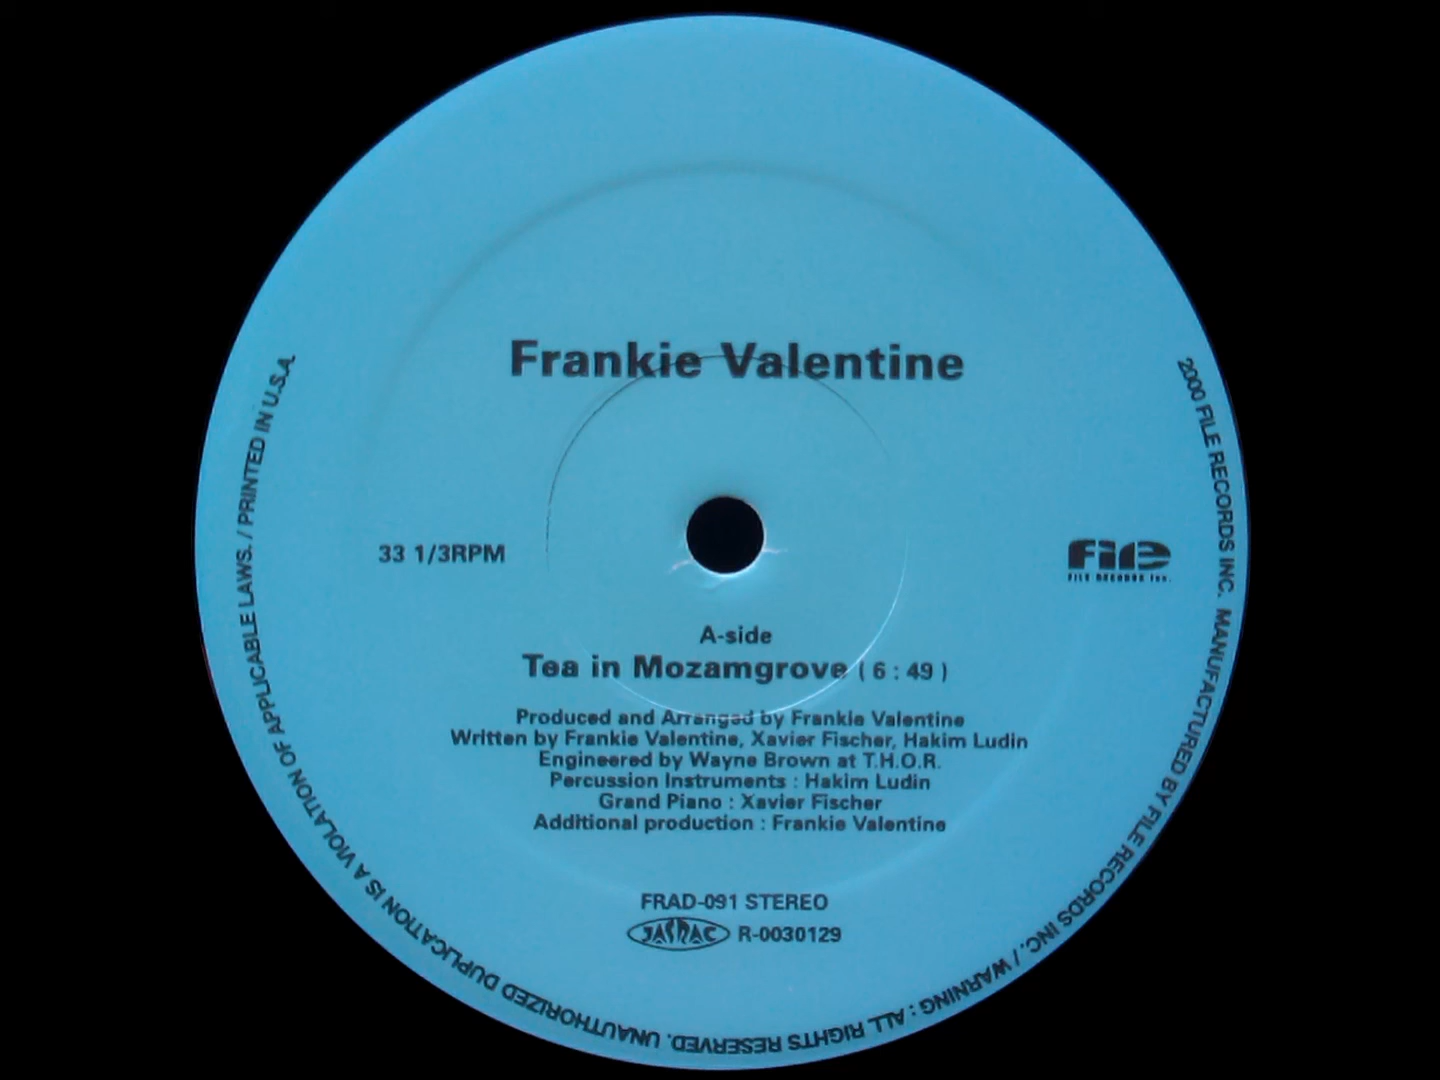 Frankie Valentine
33 1/3RPM
File
FILE RECORDS Inc.
A-side
Tea in Mozamgrove ( 6 : 49 )
Produced and Arranged by Frankie Valentine
Written by Frankie Valentine, Xavier Fischer, Hakim Ludin
Engineered by Wayne Brown at T.H.O.R.
Percussion Instruments : Hakim Ludin
Grand Piano : Xavier Fischer
Additional production : Frankie Valentine
FRAD-091 STEREO
JASRAC R-0030129
2000 FILE RECORDS INC. MANUFACTURED BY FILE RECORDS INC. / WARNING : ALL RIGHTS RESERVED. UNAUTHORIZED DUPLICATION IS A VIOLATION OF APPLICABLE LAWS. / PRINTED IN U.S.A.